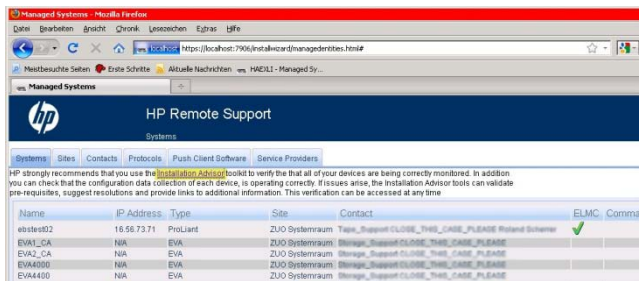 Managed Systems - Mozilla Firefox
Datei Bearbeiten Ansicht Chronik Lesezeichen Extras Hilfe
localhost https://localhost:7906/installwizard/managedentities.html#
Meistbesuchte Seiten Erste Schritte Aktuelle Nachrichten HAEXLI - Managed Sy...
Managed Systems
hp
HP Remote Support
Systems
Systems Sites Contacts Protocols Push Client Software Service Providers
HP strongly recommends that you use the Installation Advisor toolkit to verify the that all of your devices are being correctly monitored. In addition
you can check that the configuration data collection of each device, is operating correctly. If issues arise, the Installation Advisor tools can validate
pre-requisites, suggest resolutions and provide links to additional information. This verification can be accessed at any time
Name IP Address Type Site Contact ELMC Comma
ebstest02 16.56.73.71 ProLiant ZUO Systemraum Tape_Support CLOSE_THIS_CASE_PLEASE Roland
EVA1_CA N/A EVA ZUO Systemraum Storage_Support CLOSE_THIS_CASE_PLEASE
EVA2_CA N/A EVA ZUO Systemraum Storage_Support CLOSE_THIS_CASE_PLEASE
EVA4000 N/A EVA ZUO Systemraum Storage_Support CLOSE_THIS_CASE_PLEASE
EVA4400 N/A EVA ZUO Systemraum Storage_Support CLOSE_THIS_CASE_PLEASE